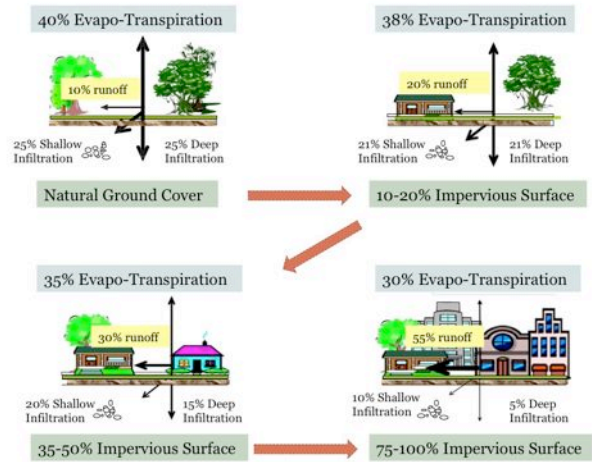 40% Evapo-Transpiration
10% runoff
25% Shallow
Infiltration
25% Deep
Infiltration
Natural Ground Cover
38% Evapo-Transpiration
20% runoff
21% Shallow
Infiltration
21% Deep
Infiltration
10-20% Impervious Surface
35% Evapo-Transpiration
30% runoff
20% Shallow
Infiltration
15% Deep
Infiltration
35-50% Impervious Surface
30% Evapo-Transpiration
55% runoff
10% Shallow
Infiltration
5% Deep
Infiltration
75-100% Impervious Surface